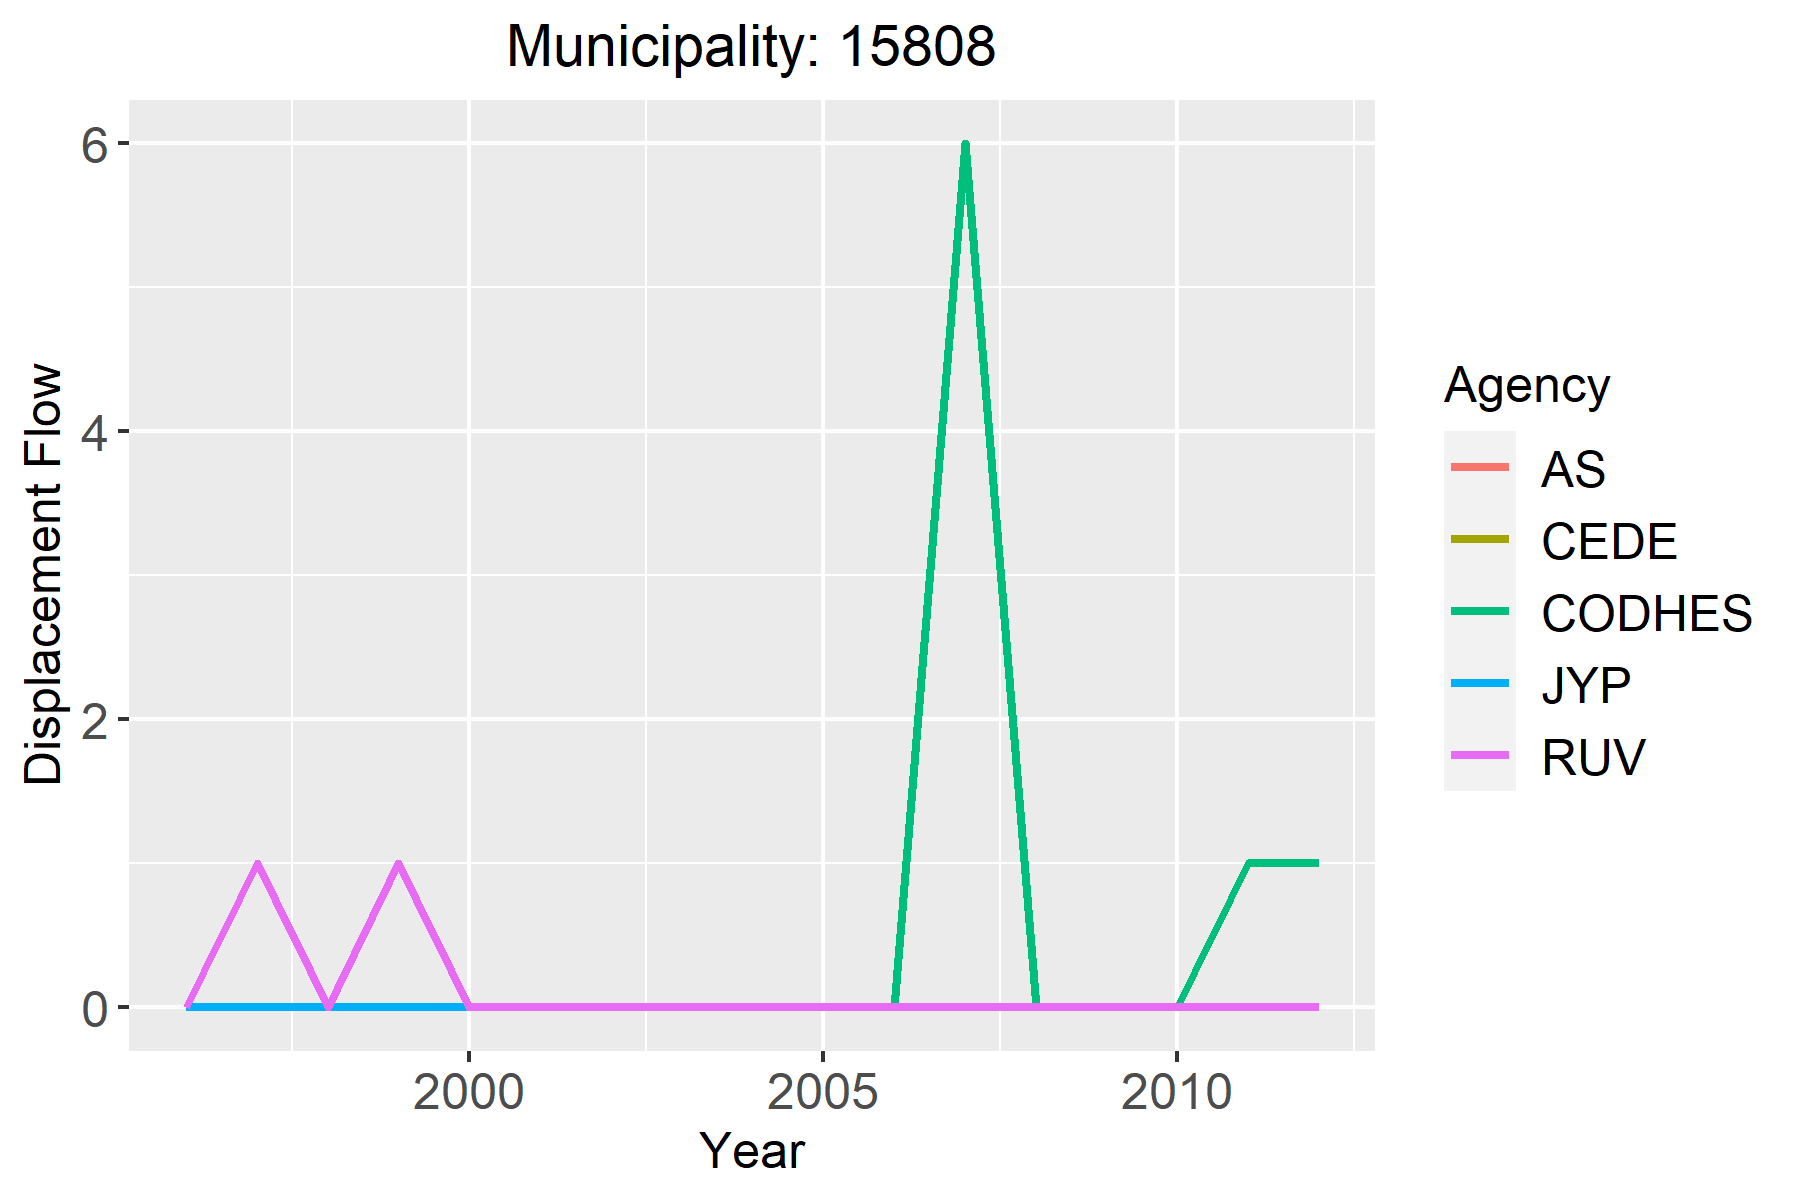 Municipality: 15808
Displacement Flow
6
4
2
0
2000 2005 2010
Year
Agency
AS
CEDE
CODHES
JYP
RUV